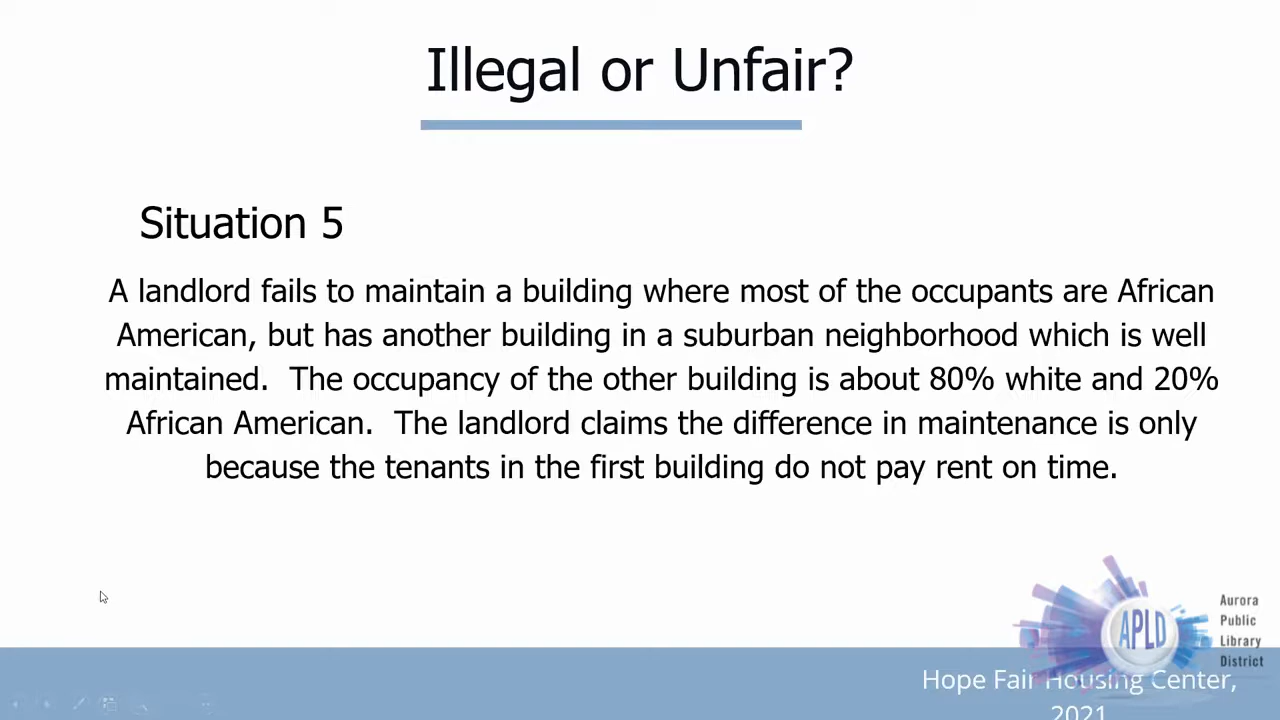 Illegal or Unfair?
Situation 5
A landlord fails to maintain a building where most of the occupants are African
American, but has another building in a suburban neighborhood which is well
maintained.  The occupancy of the other building is about 80% white and 20%
African American.  The landlord claims the difference in maintenance is only
because the tenants in the first building do not pay rent on time.
APLD
Aurora
Public
Library
District
Hope Fair Housing Center,
2021